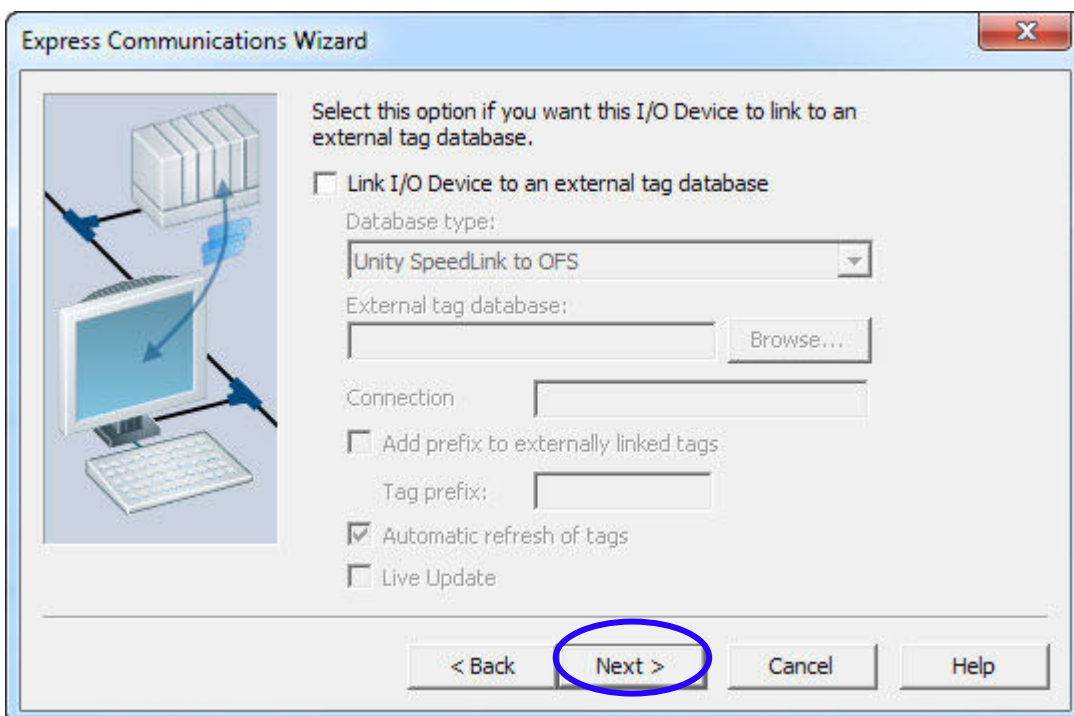 Express Communications Wizard
Select this option if you want this I/O Device to link to an
external tag database.
Link I/O Device to an external tag database
Database type:
Unity SpeedLink to OFS
External tag database:
Browse...
Connection
Add prefix to externally linked tags
Tag prefix:
Automatic refresh of tags
Live Update
< Back
Next >
Cancel
Help